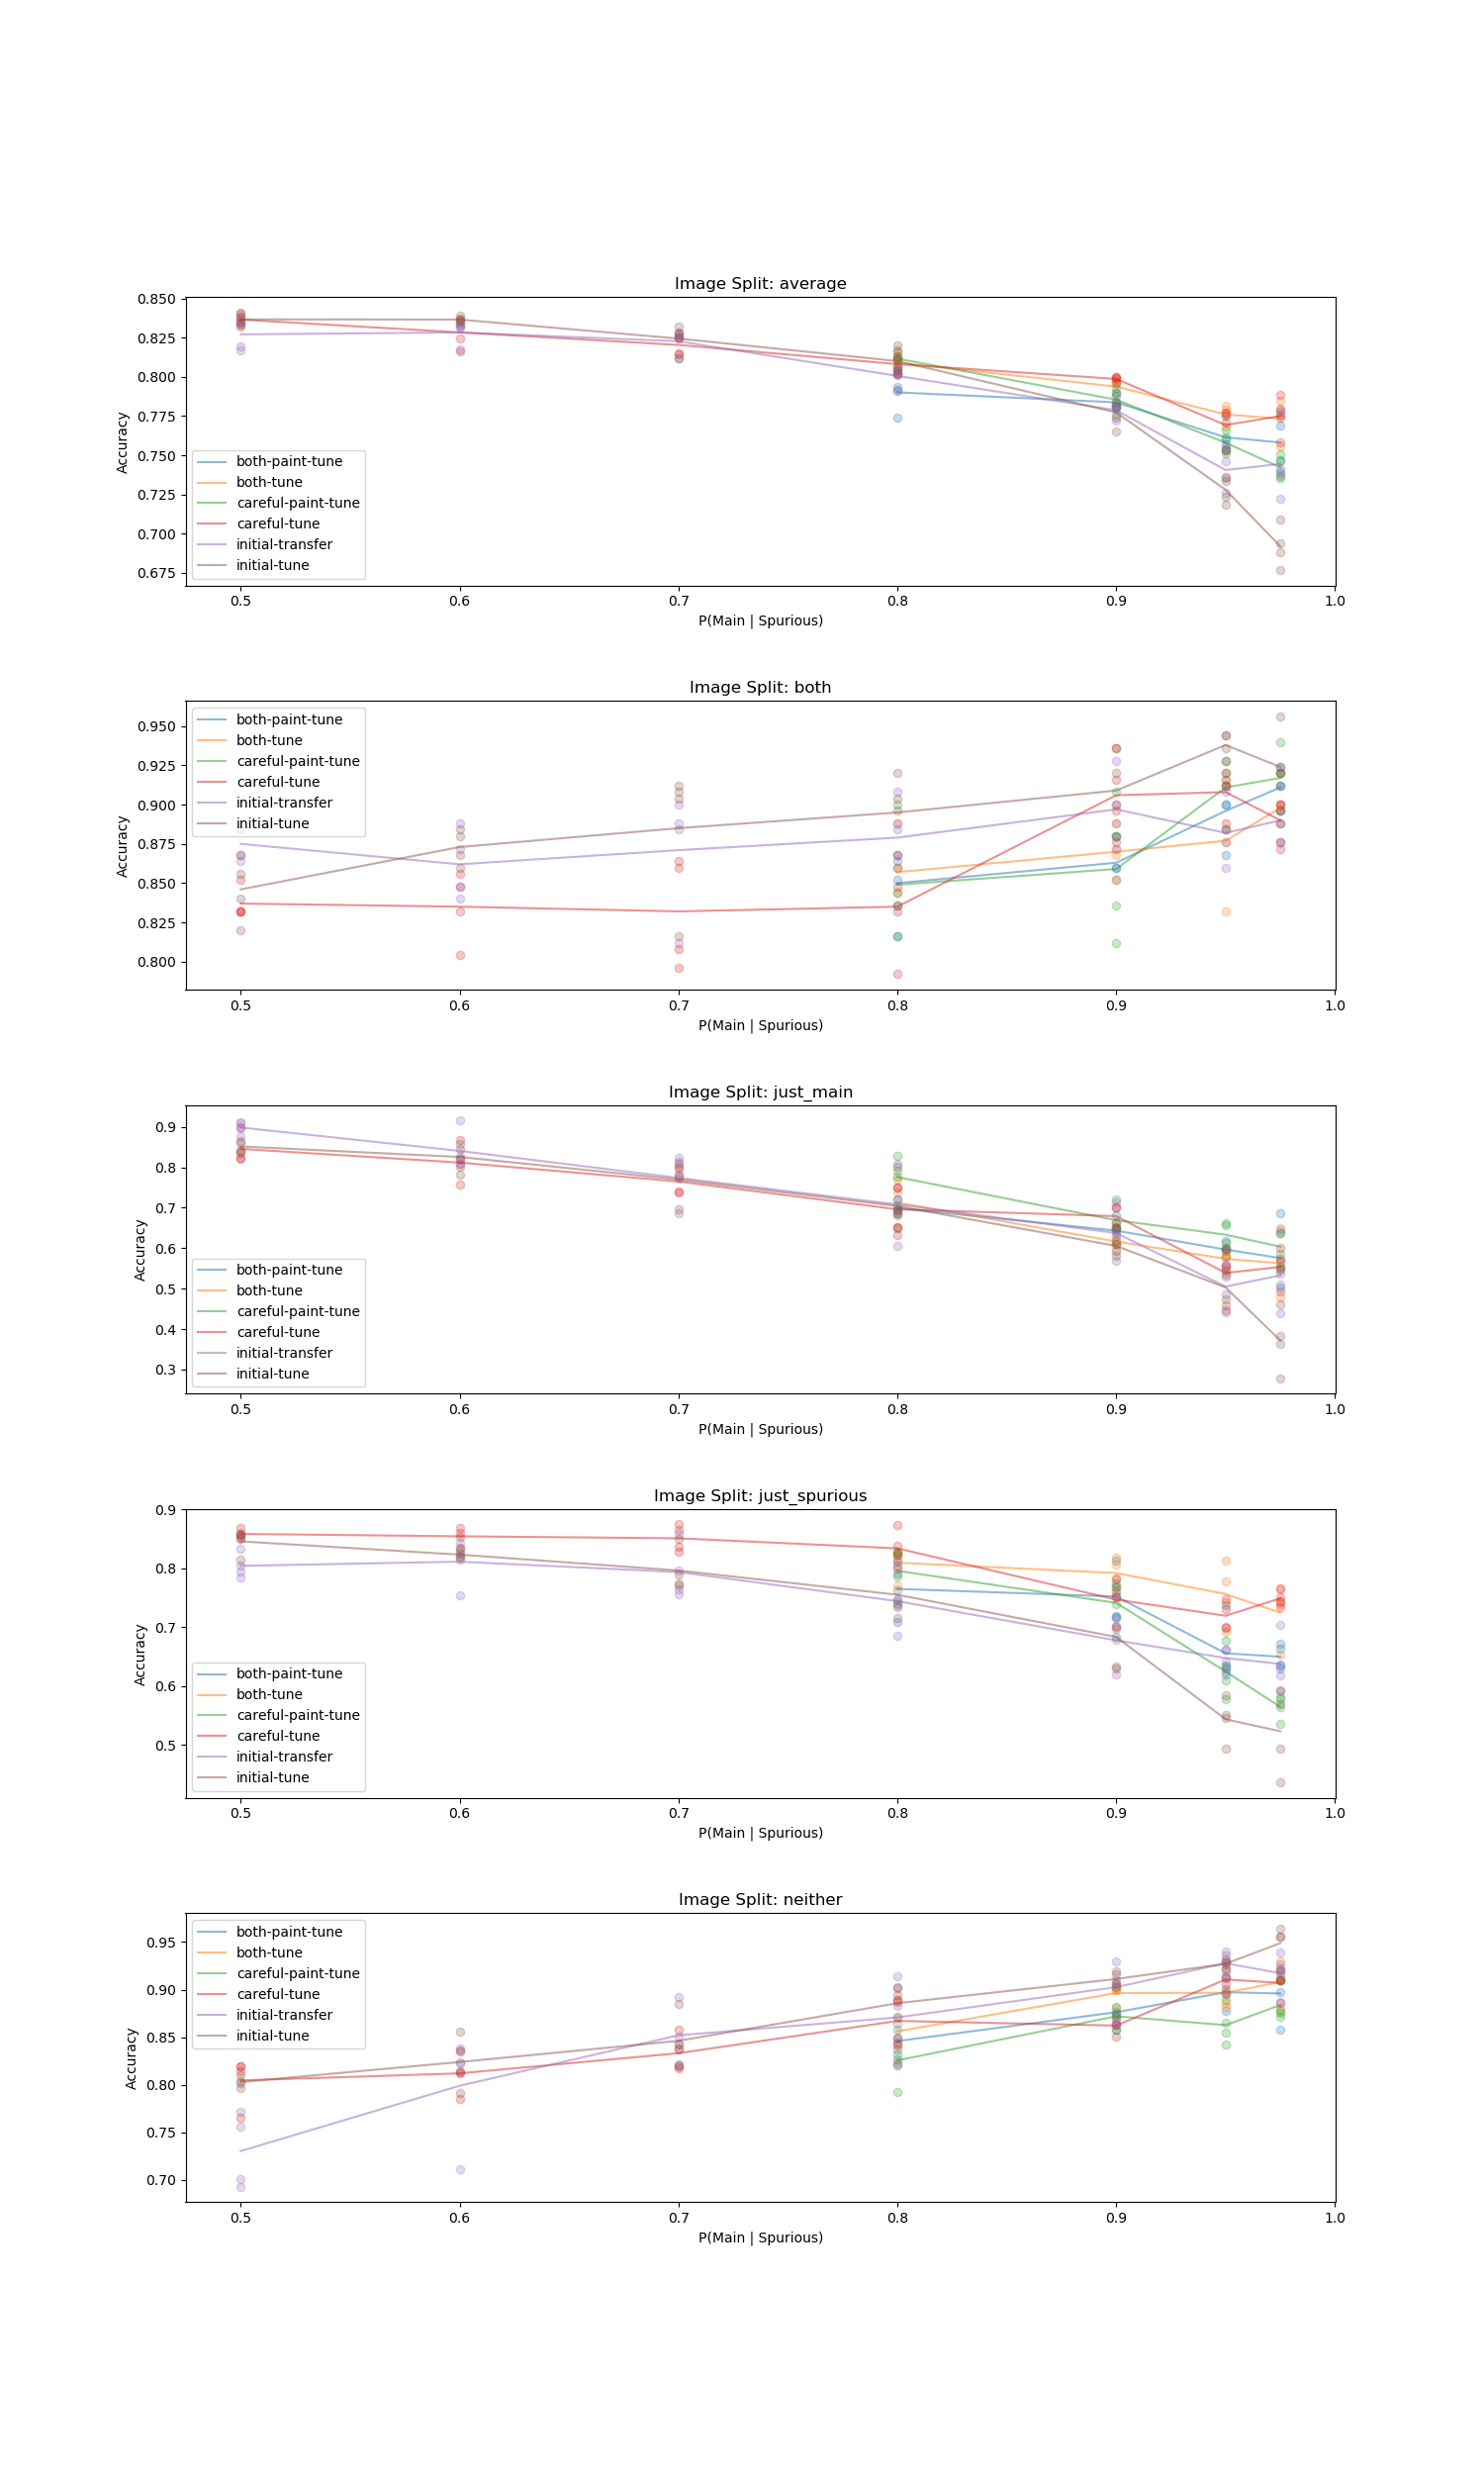 Image Split: average
0.850
0.825
0.800
0.775
0.750
0.725
0.700
0.675
Accuracy
both-paint-tune
both-tune
careful-paint-tune
careful-tune
initial-transfer
initial-tune
0.5 0.6 0.7 0.8 0.9 1.0
P(Main | Spurious)
Image Split: both
0.950
0.925
0.900
0.875
0.850
0.825
0.800
Accuracy
both-paint-tune
both-tune
careful-paint-tune
careful-tune
initial-transfer
initial-tune
0.5 0.6 0.7 0.8 0.9 1.0
P(Main | Spurious)
Image Split: just_main
0.9
0.8
0.7
0.6
0.5
0.4
0.3
Accuracy
both-paint-tune
both-tune
careful-paint-tune
careful-tune
initial-transfer
initial-tune
0.5 0.6 0.7 0.8 0.9 1.0
P(Main | Spurious)
Image Split: just_spurious
0.9
0.8
0.7
0.6
0.5
Accuracy
both-paint-tune
both-tune
careful-paint-tune
careful-tune
initial-transfer
initial-tune
0.5 0.6 0.7 0.8 0.9 1.0
P(Main | Spurious)
Image Split: neither
0.95
0.90
0.85
0.80
0.75
0.70
Accuracy
both-paint-tune
both-tune
careful-paint-tune
careful-tune
initial-transfer
initial-tune
0.5 0.6 0.7 0.8 0.9 1.0
P(Main | Spurious)